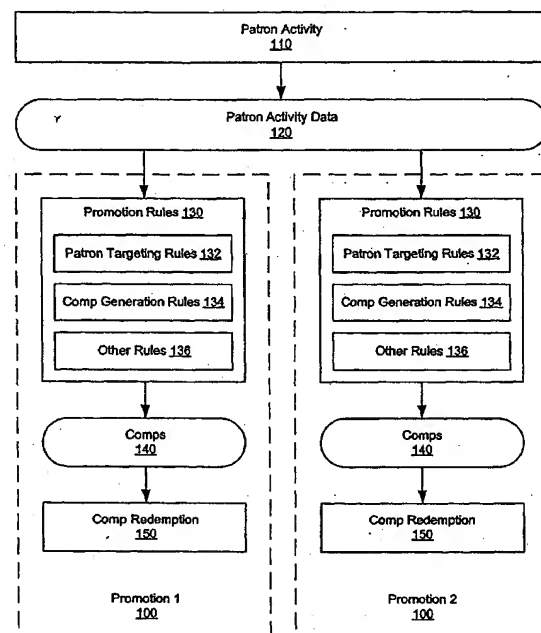 Patron Activity
110
Patron Activity Data
120
Promotion Rules 130
Patron Targeting Rules 132
Comp Generation Rules 134
Other Rules 136
Comps
140
Comp Redemption
150
Promotion 1
100
Promotion Rules 130
Patron Targeting Rules 132
Comp Generation Rules 134
Other Rules 136
Comps
140
Comp Redemption
150
Promotion 2
100